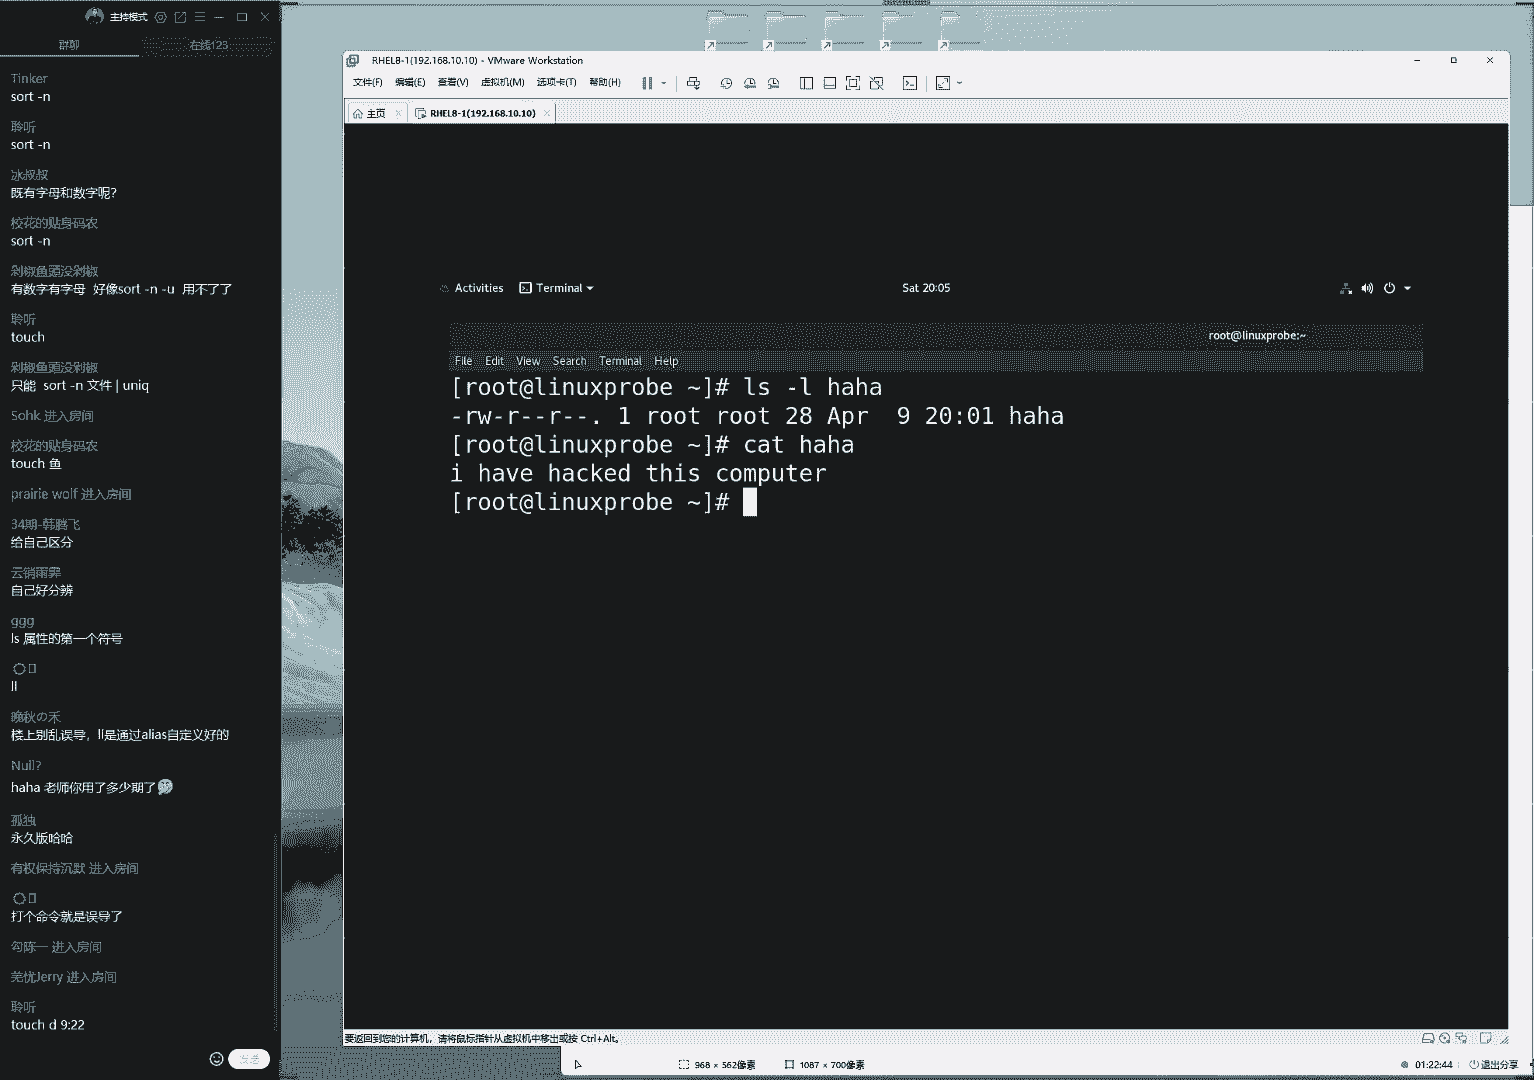 主持模式
群聊
在线123
Tinker
sort -n
聆听
sort -n
冰叔叔
既有字母和数字呢?
校花的贴身码农
sort -n
剁椒鱼头没剁椒
有数字有字母 好像sort -n -u 用不了了
聆听
touch
剁椒鱼头没剁椒
只能 sort -n 文件 | uniq
Sohk 进入房间
校花的贴身码农
touch 鱼
prairie wolf 进入房间
34期-韩腾飞
给自己区分
云销雨霁
自己好分辨
ggg
ls 属性的第一个符号
ll
晚秋の禾
楼上别乱误导，ll是通过alias自定义好的
Null?
haha 老师你用了多少期了
孤独
永久版哈哈
有权保持沉默 进入房间
打个命令就是误导了
勾陈一 进入房间
羌忧Jerry 进入房间
聆听
touch d 9:22
发送
RHEL8-1(192.168.10.10) - VMware Workstation
文件(F) 编辑(E) 查看(V) 虚拟机(M) 选项卡(T) 帮助(H)
主页 RHEL8-1(192.168.10.10)
Activities Terminal Sat 20:05
root@linuxprobe:~
File Edit View Search Terminal Help
[root@linuxprobe ~]# ls -l haha
-rw-r--r--. 1 root root 28 Apr  9 20:01 haha
[root@linuxprobe ~]# cat haha
i have hacked this computer
[root@linuxprobe ~]#
要返回到您的计算机，请将鼠标指针从虚拟机中移出或按 Ctrl+Alt。
968 × 562像素 1087 × 700像素 01:22:44 退出分享